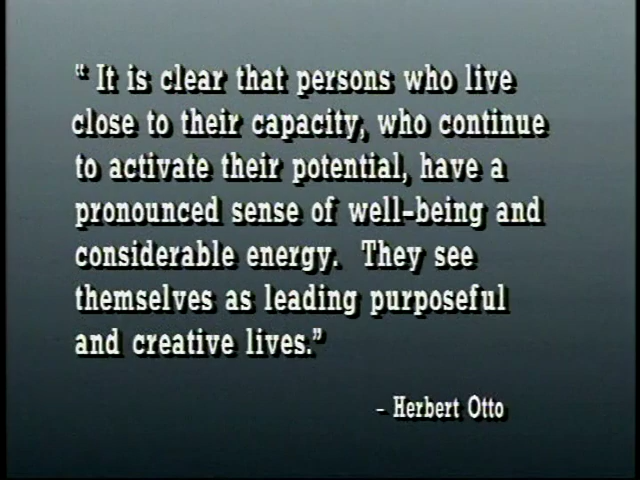 “ It is clear that persons who live
close to their capacity, who continue
to activate their potential, have a
pronounced sense of well-being and
considerable energy. They see
themselves as leading purposeful
and creative lives.”
- Herbert Otto